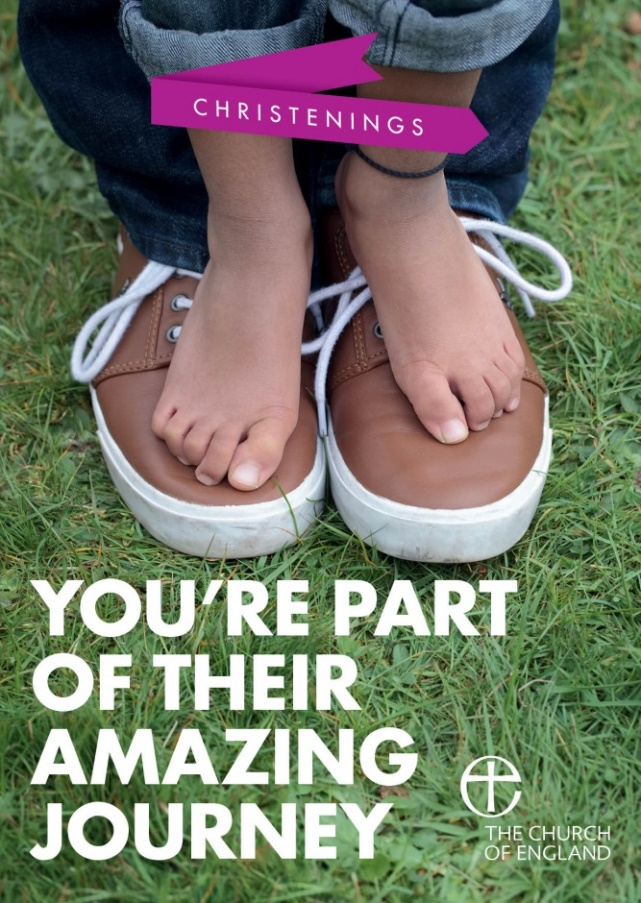 CHRISTENINGS
YOU'RE PART
OF THEIR
AMAZING
JOURNEY
THE CHURCH
OF ENGLAND